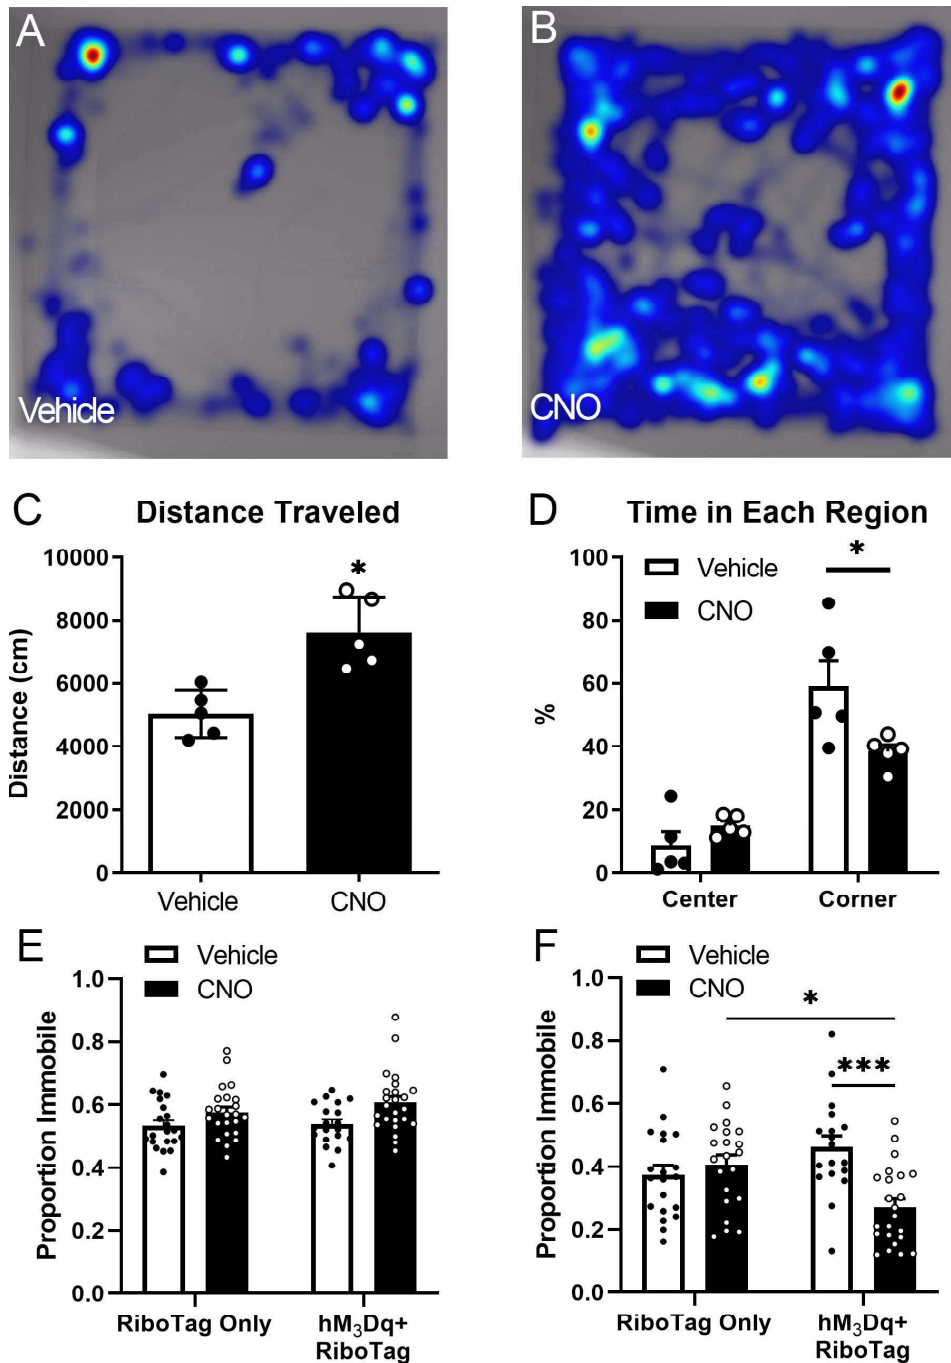 A
B
Vehicle
CNO
C Distance Traveled
10000
8000
6000
4000
2000
0
Distance (cm)
*
Vehicle
CNO
D Time in Each Region
100
80
60
40
20
0
%
Vehicle
CNO
*
Center
Corner
E
Vehicle
CNO
1.0
0.8
0.6
0.4
0.2
0.0
Proportion Immobile
RiboTag Only
hM₃Dq+
RiboTag
F
Vehicle
CNO
1.0
0.8
0.6
0.4
0.2
0.0
Proportion Immobile
*
***
RiboTag Only
hM₃Dq+
RiboTag